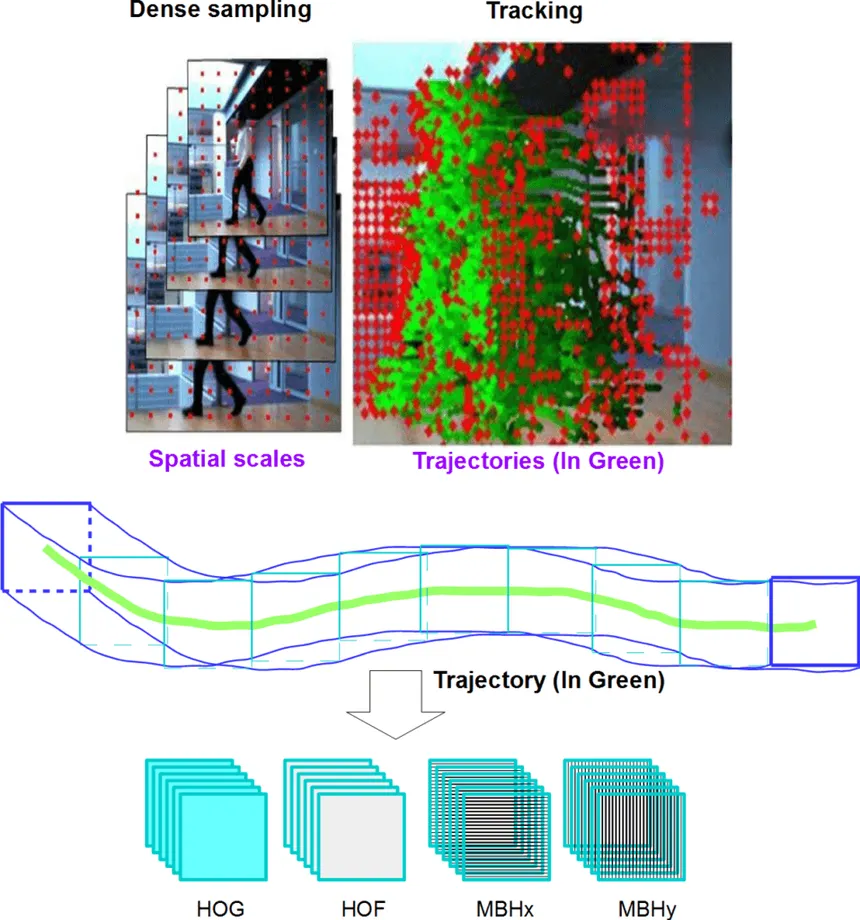 Dense sampling
Tracking
Spatial scales
Trajectories (In Green)
Trajectory (In Green)
HOG
HOF
MBHx
MBHy